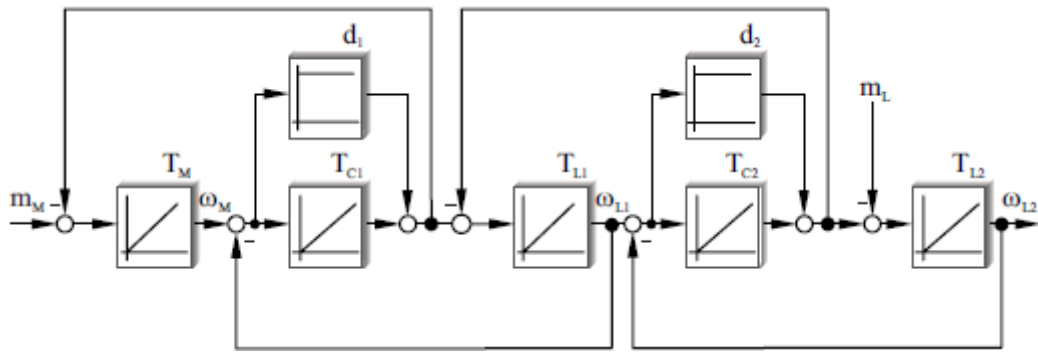 d₁ d₂
m_L
T_M T_C1 T_L1 T_C2 T_L2
m_M ω_M ω_L1 ω_L2
- - - - - -